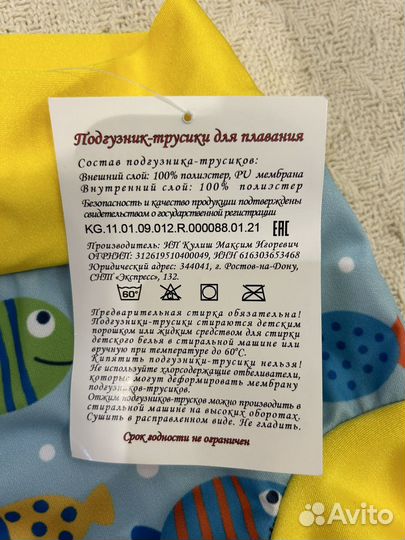 Подгузник-трусики для плавания
Состав подгузника-трусиков:
Внешний слой: 100% полиэстер, PU мембрана
Внутренний слой: 100% полиэстер
Безопасность и качество продукции подтверждены
свидетельством о государственной регистрации
KG.11.01.09.012.R.000088.01.21 EAC
Производитель: ИП Кулиш Максим Игоревич
ОГРНИП: 312619510400049, ИНН 616303653468
Юридический адрес: 344041, г. Ростов-на-Дону,
СНТ «Экспресс», 132.
60°
Предварительная стирка обязательна!
Подгузники-трусики стираются детским
порошком или жидким средством для стирки
детского белья в стиральной машине или
вручную при температуре до 60°С.
Кипятить подгузники-трусики нельзя!
Не используйте хлорсодержащие отбеливатели,
которые могут деформировать мембрану
подгузников-трусиков.
Отжим подгузников-трусков можно производить в
стиральной машине на высоких оборотах.
Сушить в расправленном виде. Не гладить.
Срок годности не ограничен
Avito